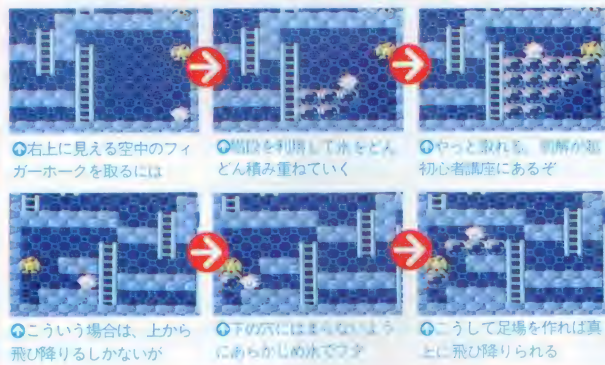 右上に見える空中のフィ
ガーホークを取るには
階段を利用して氷をどん
どん積み重ねていく
やっと取れる。明解が超
初心者講座にあるぞ
こういう場合は、上から
飛び降りるしかないが
下の穴にはまらないよう
にあらかじめ氷でフタ
こうして足場を作れば真
上に飛び降りられる